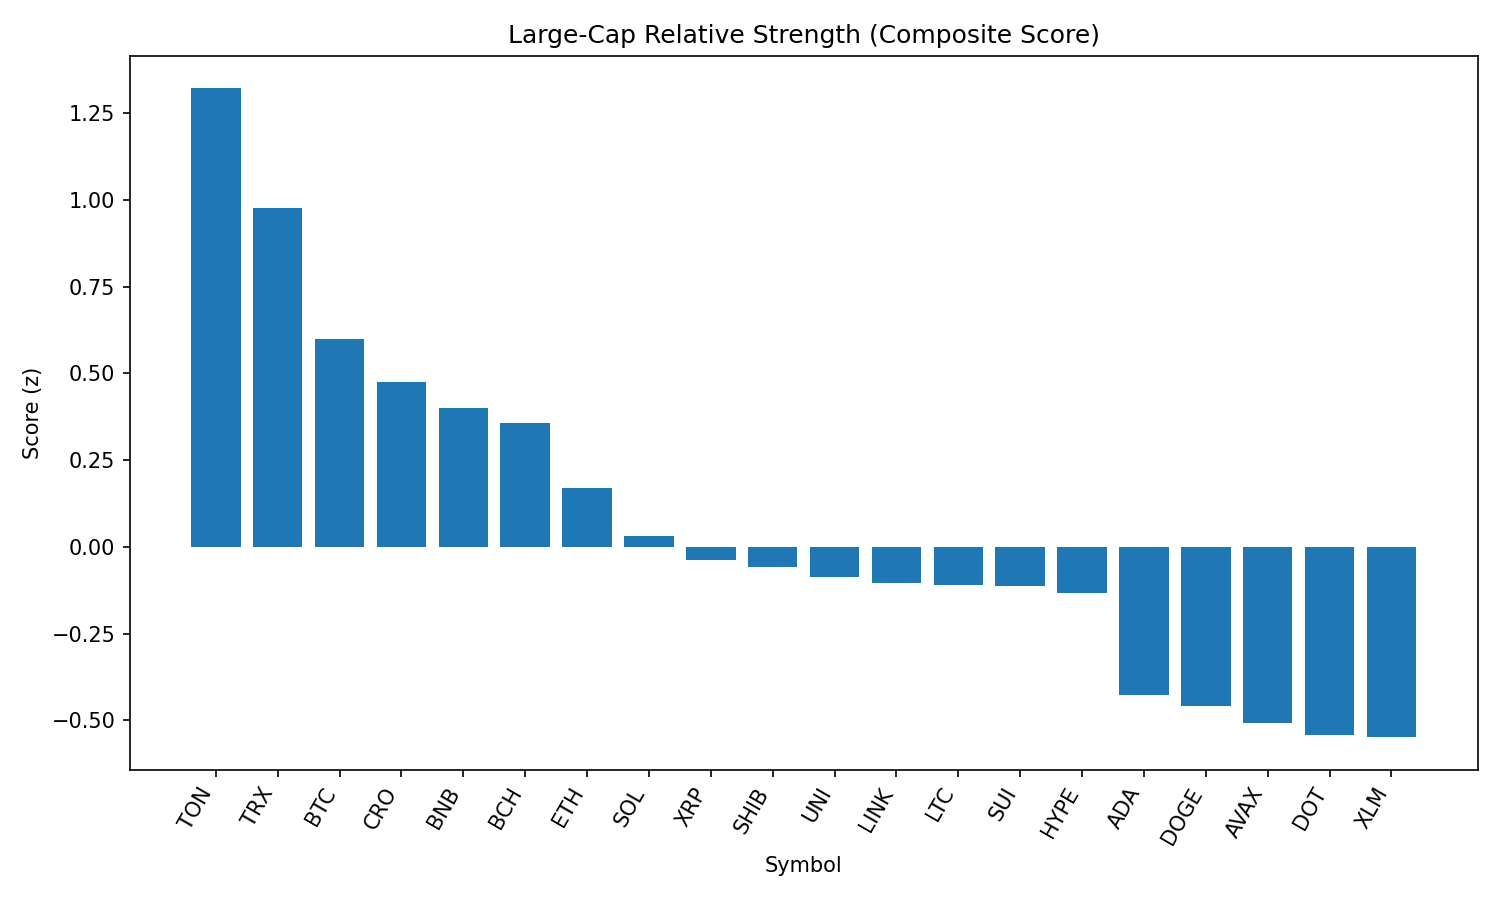 Large-Cap Relative Strength (Composite Score)
Score (z)
1.25
1.00
0.75
0.50
0.25
0.00
−0.25
−0.50
TON
TRX
BTC
CRO
BNB
BCH
ETH
SOL
XRP
SHIB
UNI
LINK
LTC
SUI
HYPE
ADA
DOGE
AVAX
DOT
XLM
Symbol